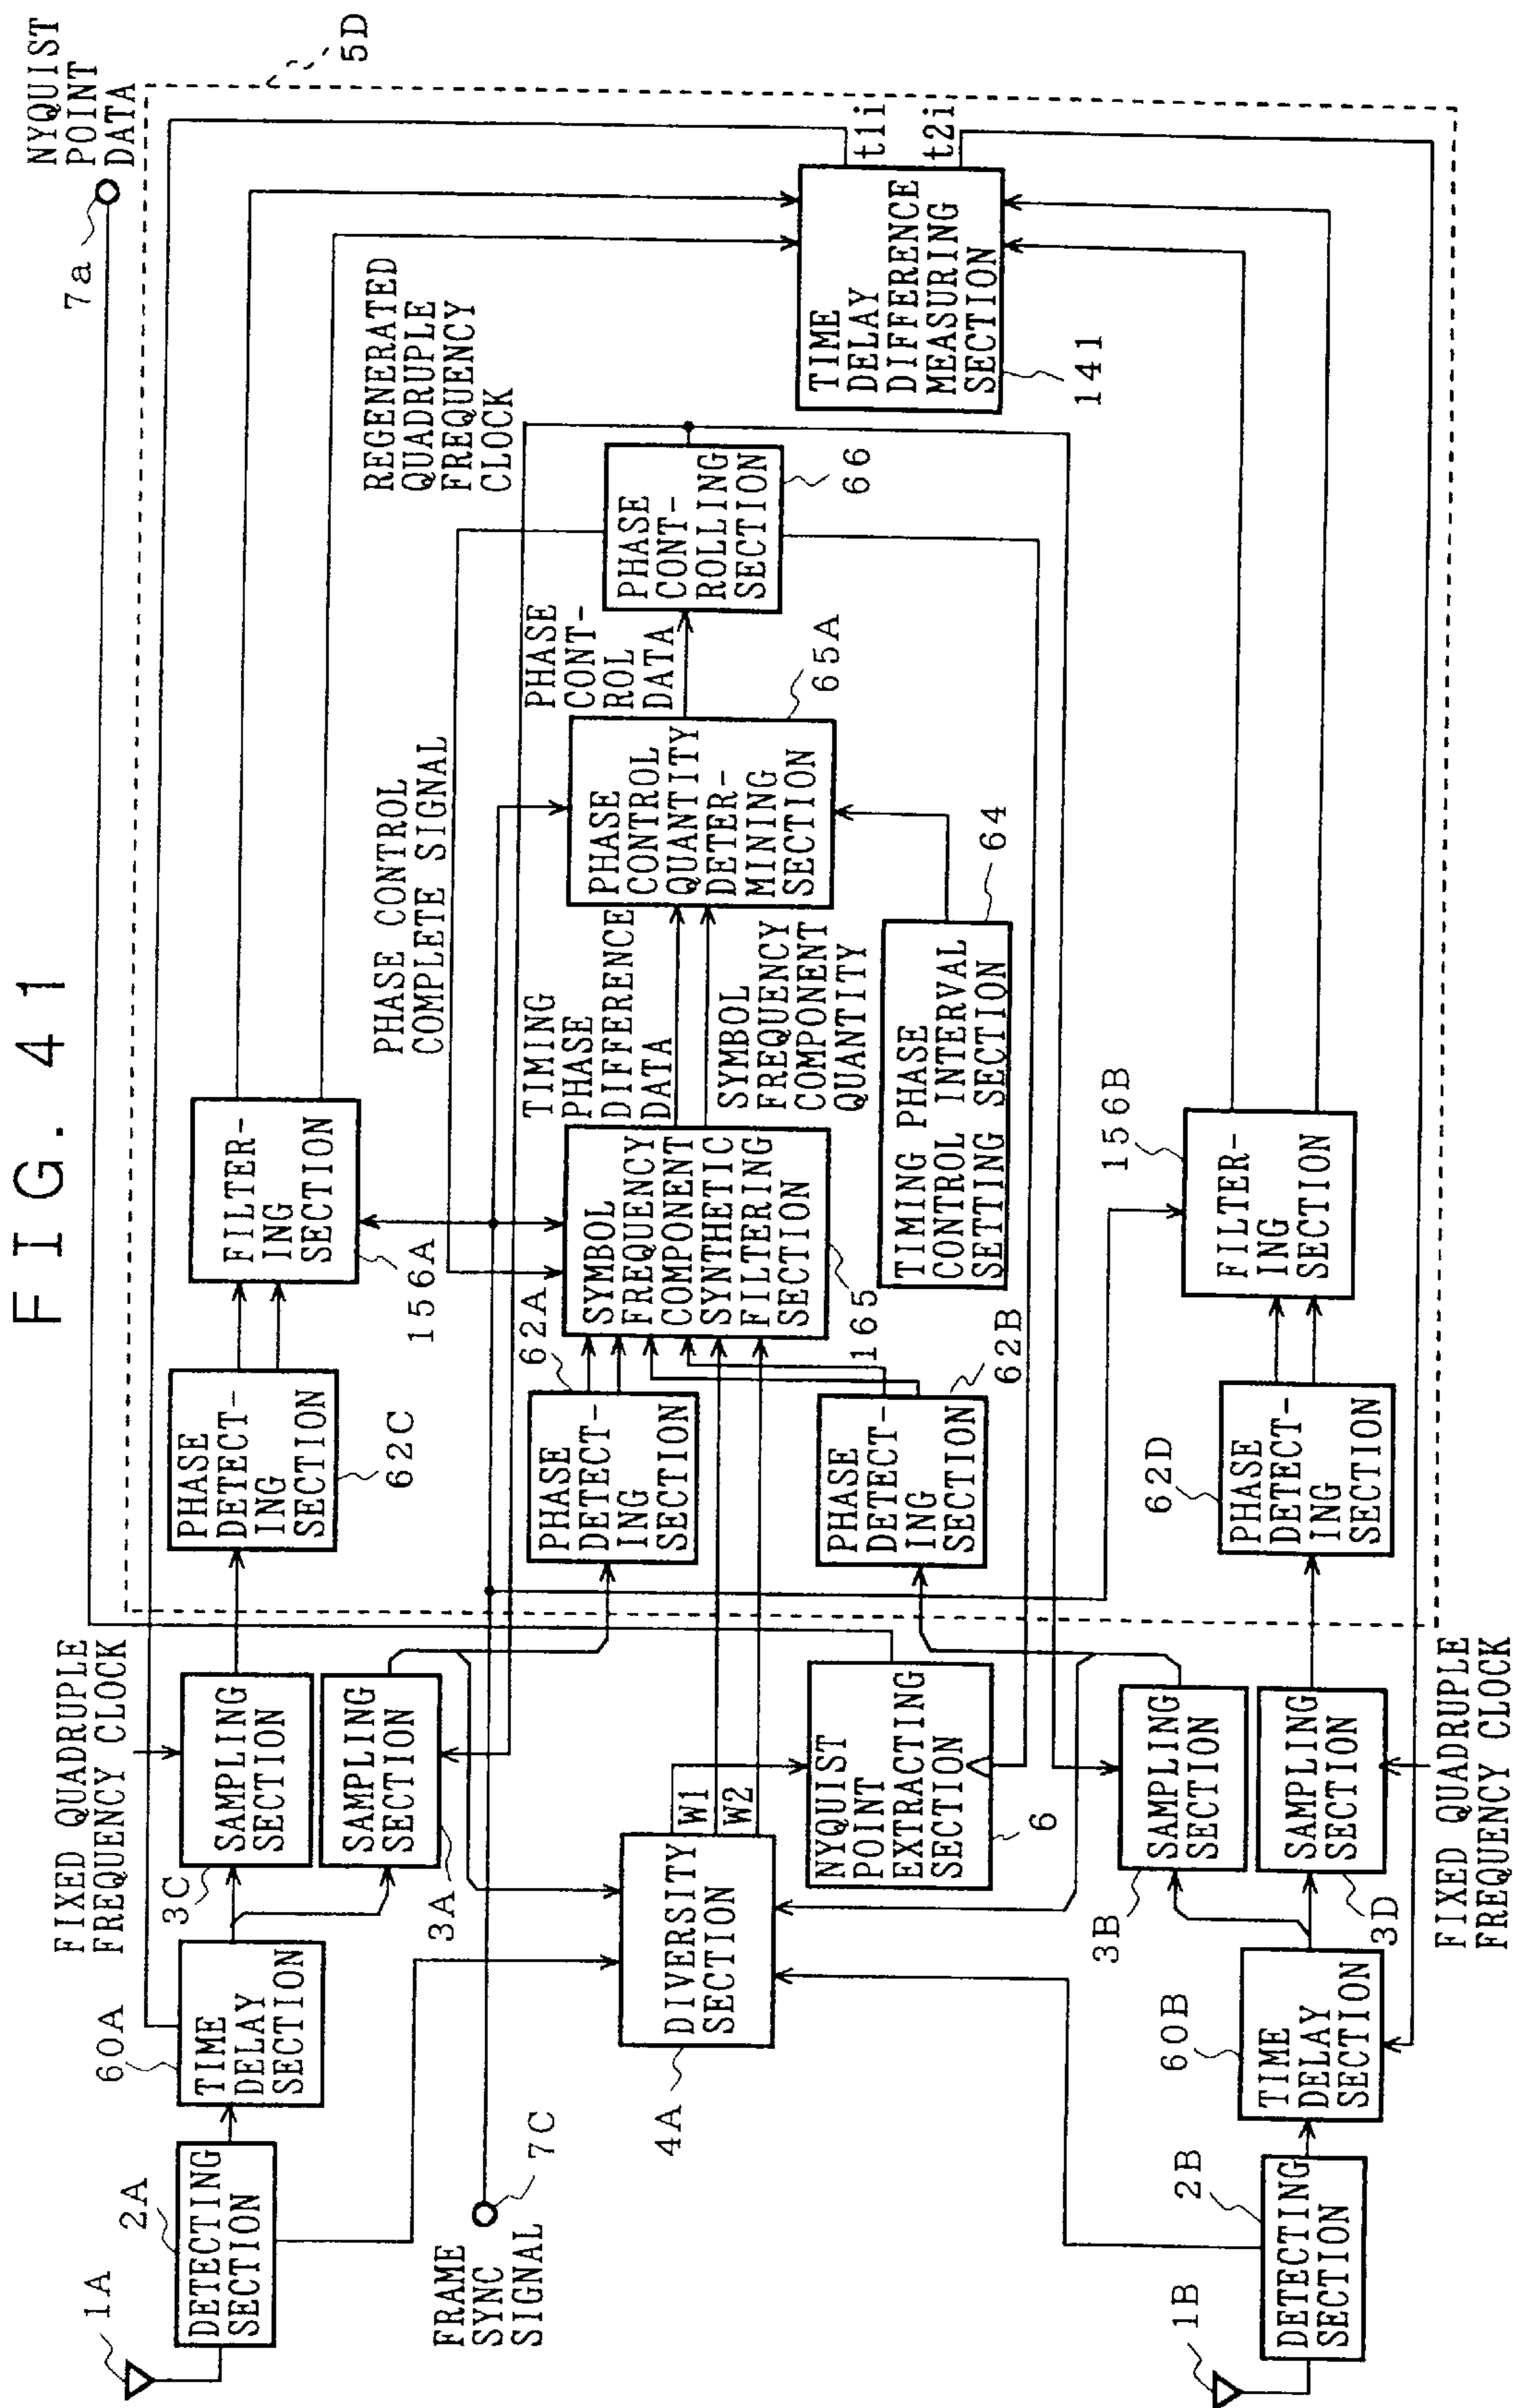 FIG. 41
NYQUIST
POINT
DATA
7a
5D
FIXED QUADRUPLE
FREQUENCY CLOCK
1A
2A
DETECTING
SECTION
60A
TIME
DELAY
SECTION
3C
SAMPLING
SECTION
3A
SAMPLING
SECTION
PHASE
DETECT-
ING
SECTION
62C
FILTER-
ING
SECTION
156A
REGENERATED
QUADRUPLE
FREQUENCY
CLOCK
PHASE CONTROL
COMPLETE SIGNAL
FRAME
SYNC
SIGNAL
7C
4A
DIVERSITY
SECTION
W1
W2
62A
PHASE
DETECT-
ING
SECTION
SYMBOL
FREQUENCY
COMPONENT
SYNTHETIC
FILTERING
SECTION
165
TIMING
PHASE
DIFFERENCE
DATA
SYMBOL
FREQUENCY
COMPONENT
QUANTITY
PHASE
CONTROL
QUANTITY
DETER-
MINING
SECTION
65A
PHASE
CONT-
ROL
DATA
PHASE
CONT-
ROLLING
SECTION
66
TIME
DELAY
DIFFERENCE
MEASURING
SECTION
141
t1i
t2i
NYQUIST
POINT
EXTRACTING
SECTION
6
PHASE
DETECT-
ING
SECTION
62B
TIMING PHASE
CONTROL INTERVAL
SETTING SECTION
64
1B
2B
DETECTING
SECTION
60B
TIME
DELAY
SECTION
3B
SAMPLING
SECTION
3D
SAMPLING
SECTION
62D
PHASE
DETECT-
ING
SECTION
156B
FILTER-
ING
SECTION
FIXED QUADRUPLE
FREQUENCY CLOCK